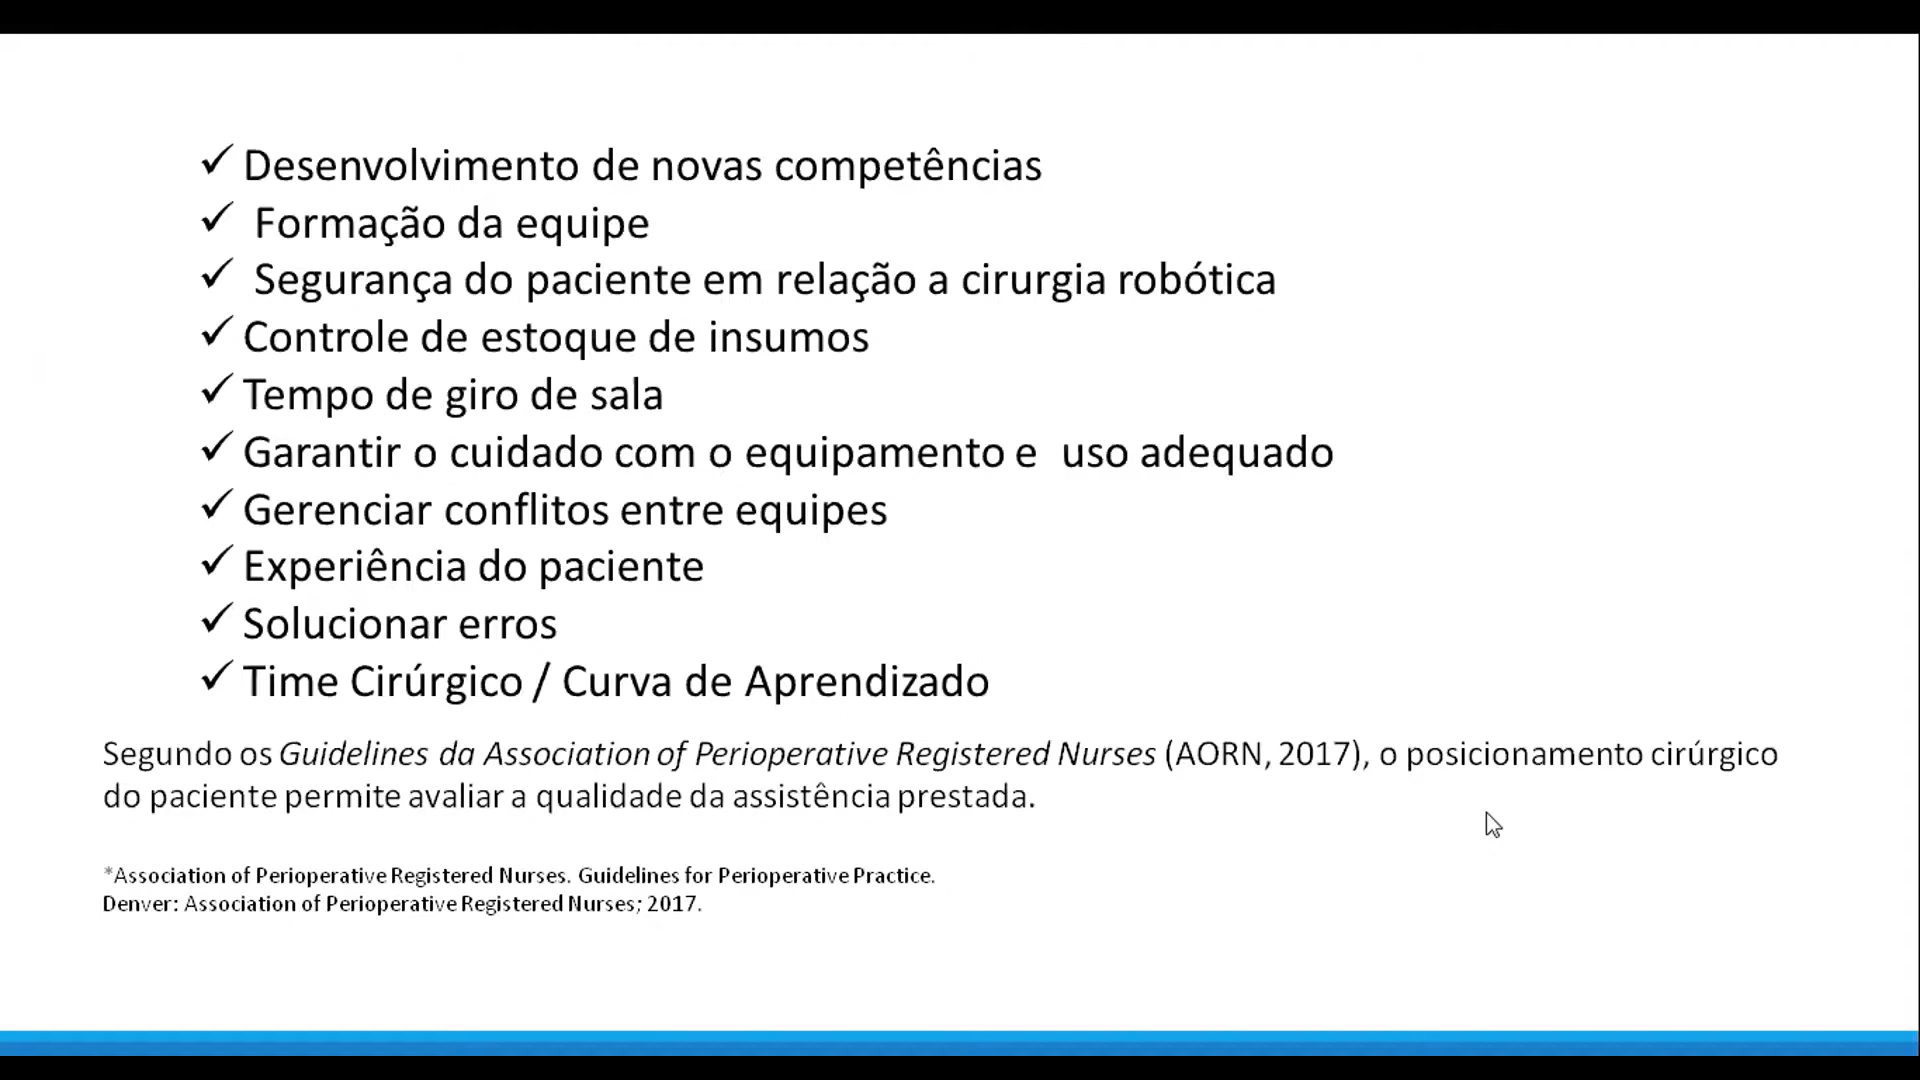 ✓ Desenvolvimento de novas competências
✓ Formação da equipe
✓ Segurança do paciente em relação a cirurgia robótica
✓ Controle de estoque de insumos
✓ Tempo de giro de sala
✓ Garantir o cuidado com o equipamento e uso adequado
✓ Gerenciar conflitos entre equipes
✓ Experiência do paciente
✓ Solucionar erros
✓ Time Cirúrgico / Curva de Aprendizado
Segundo os Guidelines da Association of Perioperative Registered Nurses (AORN, 2017), o posicionamento cirúrgico
do paciente permite avaliar a qualidade da assistência prestada.
*Association of Perioperative Registered Nurses. Guidelines for Perioperative Practice.
Denver: Association of Perioperative Registered Nurses; 2017.